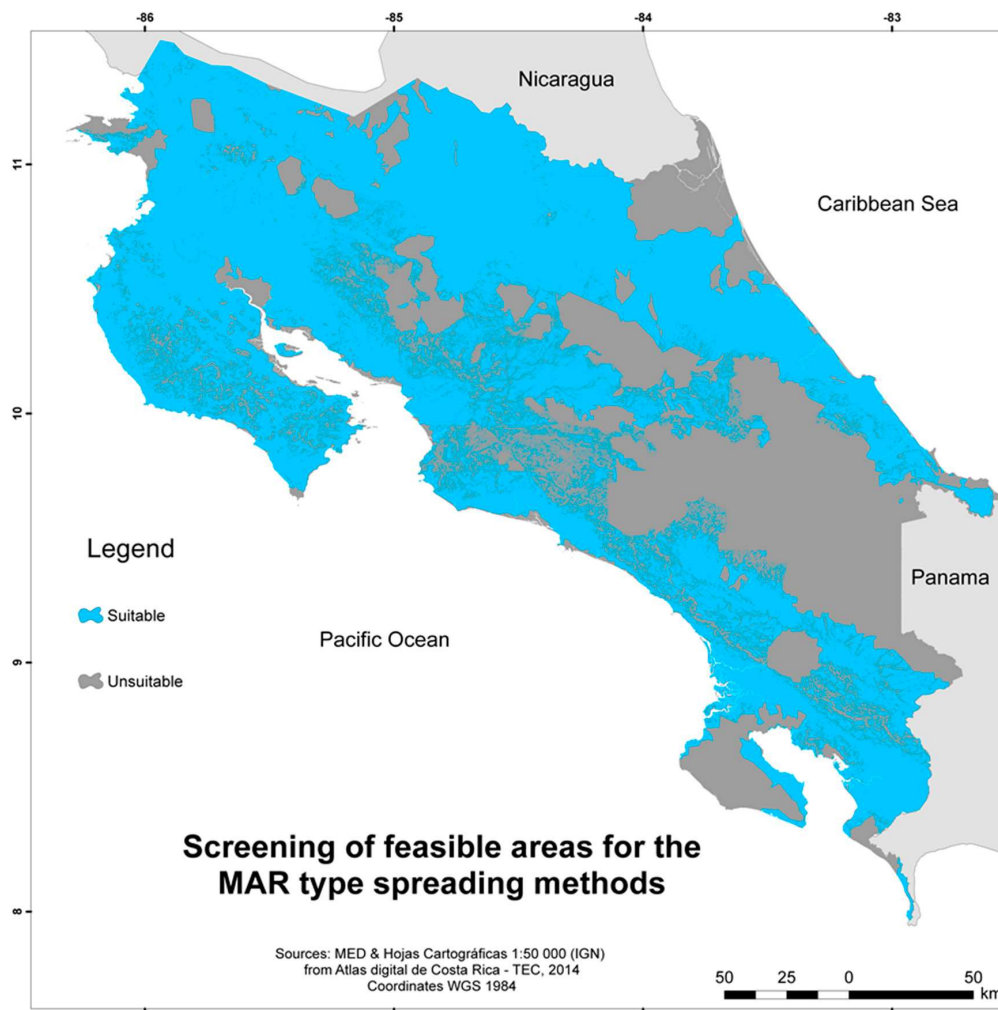 -86 -85 -84 -83
Nicaragua
11
Caribbean Sea
10
Legend
Panama
Suitable
Pacific Ocean
9
Unsuitable
Screening of feasible areas for the
MAR type spreading methods
8
Sources: MED & Hojas Cartográficas 1:50 000 (IGN)
from Atlas digital de Costa Rica - TEC, 2014
Coordinates WGS 1984
50 25 0 50
km